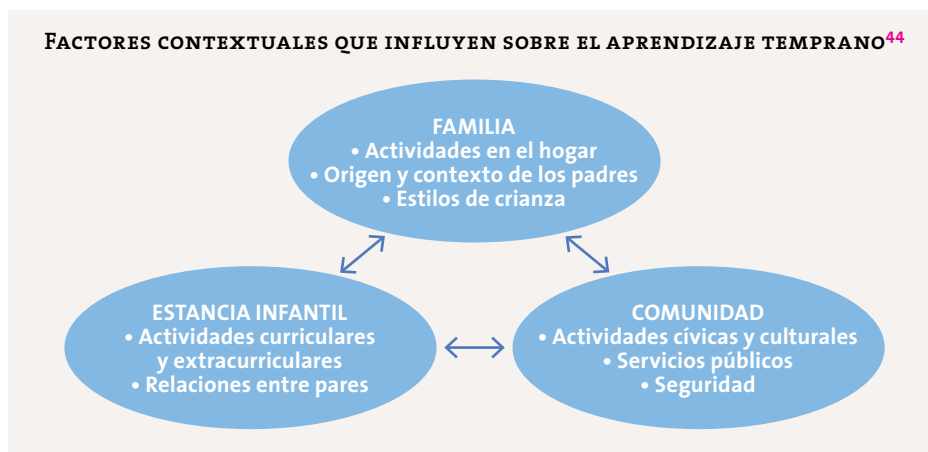 Factores contextuales que influyen sobre el aprendizaje temprano44
FAMILIA
• Actividades en el hogar
• Origen y contexto de los padres
• Estilos de crianza
ESTANCIA INFANTIL
• Actividades curriculares
y extracurriculares
• Relaciones entre pares
COMUNIDAD
• Actividades cívicas y culturales
• Servicios públicos
• Seguridad